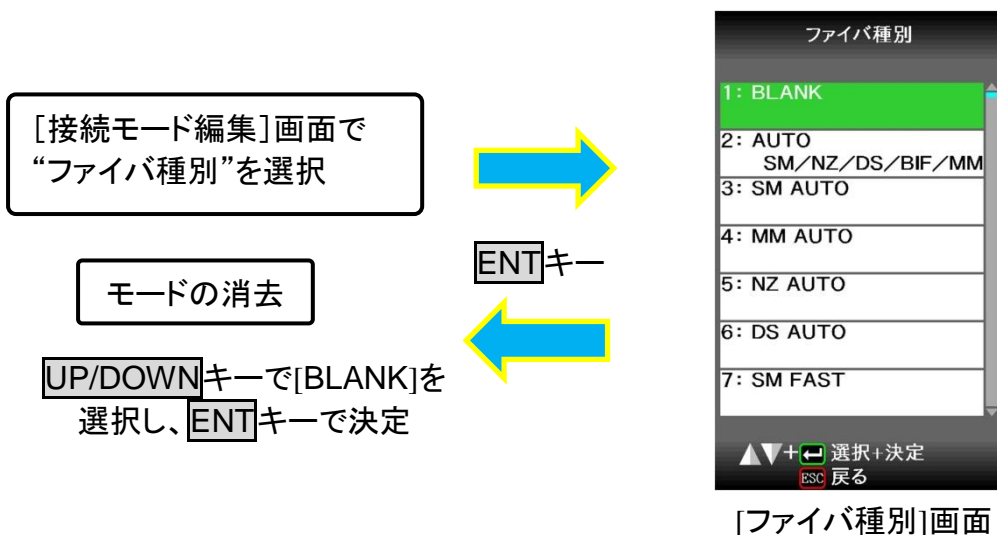 ［接続モード編集］画面で
“ファイバ種別”を選択
モードの消去
UP/DOWNキーで[BLANK]を
選択し、ENTキーで決定
ENTキー
ファイバ種別
1: BLANK
2: AUTO
SM／NZ／DS／BIF／MM
3: SM AUTO
4: MM AUTO
5: NZ AUTO
6: DS AUTO
7: SM FAST
▲▼+↵ 選択+決定
ESC 戻る
[ファイバ種別]画面